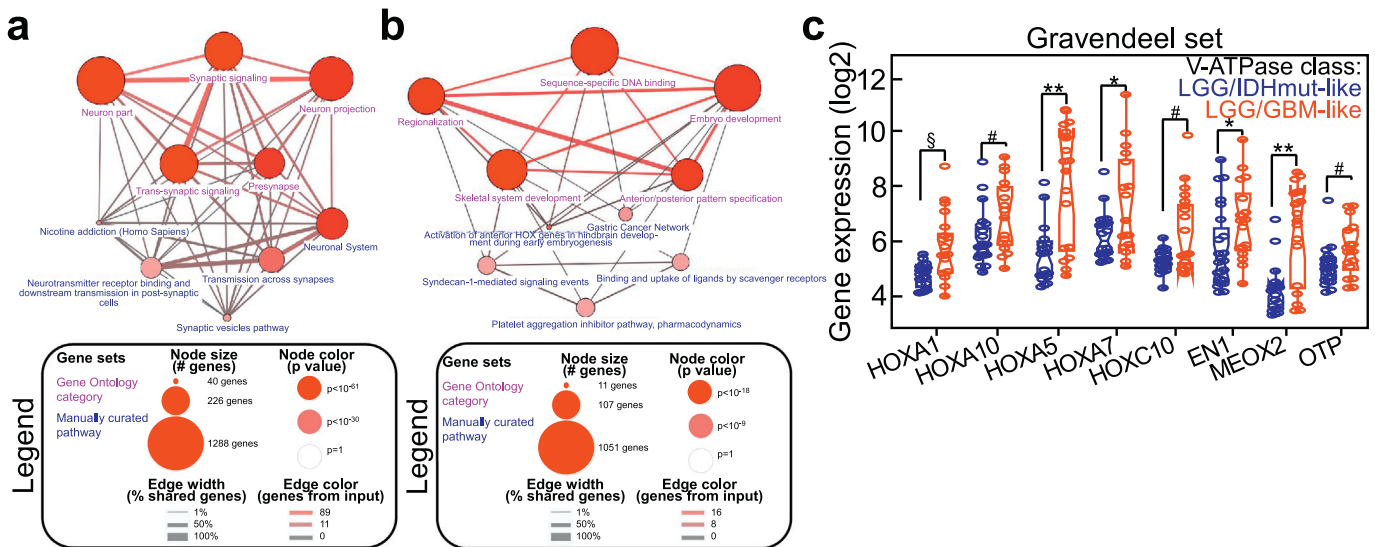 a
Synaptic signaling
Neuron part
Neuron projection
Trans-synaptic signaling
Presynapse
Nicotine addiction (Homo Sapiens)
Neuronal System
Neurotransmitter receptor binding and
downstream transmission in post-synaptic
cells
Transmission across synapses
Synaptic vesicles pathway
Legend
Gene sets
Gene Ontology
category
Manually curated
pathway
Node size
(# genes)
40 genes
226 genes
1288 genes
Node color
(p value)
p<10-61
p<10-30
p=1
Edge width
(% shared genes)
1%
50%
100%
Edge color
(genes from input)
89
11
0
b
Sequence-specific DNA binding
Regionalization
Embryo development
Skeletal system development
Anterior/posterior pattern specification
Gastric Cancer Network
Activation of anterior HOX genes in hindbrain develop-
ment during early embryogenesis
Syndecan-1-mediated signaling events
Binding and uptake of ligands by scavenger receptors
Platelet aggregation inhibitor pathway, pharmacodynamics
Legend
Gene sets
Gene Ontology
category
Manually curated
pathway
Node size
(# genes)
11 genes
107 genes
1051 genes
Node color
(p value)
p<10-18
p<10-9
p=1
Edge width
(% shared genes)
1%
50%
100%
Edge color
(genes from input)
16
8
0
c
Gravendeel set
V-ATPase class:
LGG/IDHmut-like
LGG/GBM-like
Gene expression (log2)
12
10
8
6
4
§
#
**
*
#
*
**
#
HOXA1
HOXA10
HOXA5
HOXA7
HOXC10
EN1
MEOX2
OTP